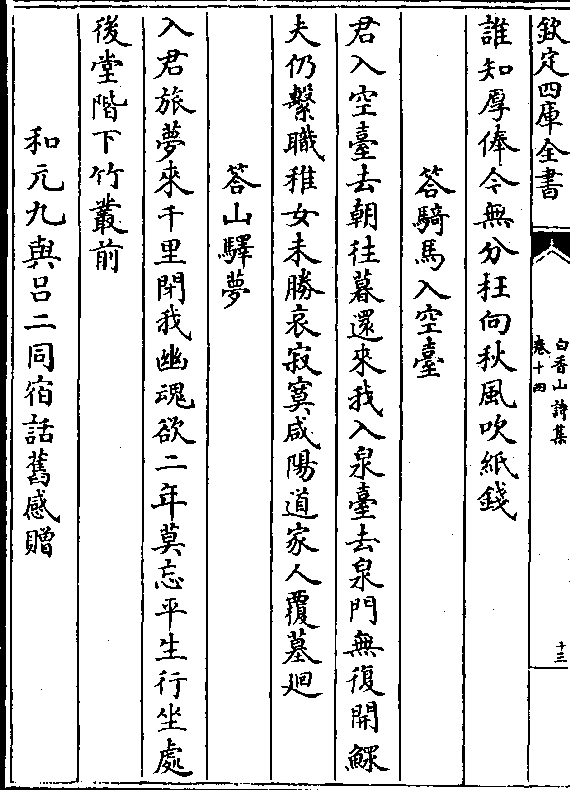 欽定四庫全書
白香山詩集
卷十四
十三
誰知厚俸令無分抂向秋風吹紙錢
答騎馬入空臺
君入空臺去朝往暮還來我入泉臺去泉門無復開鰥
夫仍繫職稚女未勝哀寂寞咸陽道家人覆墓廻
答山驛夢
入君旅夢來千里閉我幽魂欲二年莫忘平生行坐處
後堂階下竹叢前
和元九與吕二同宿話舊感贈